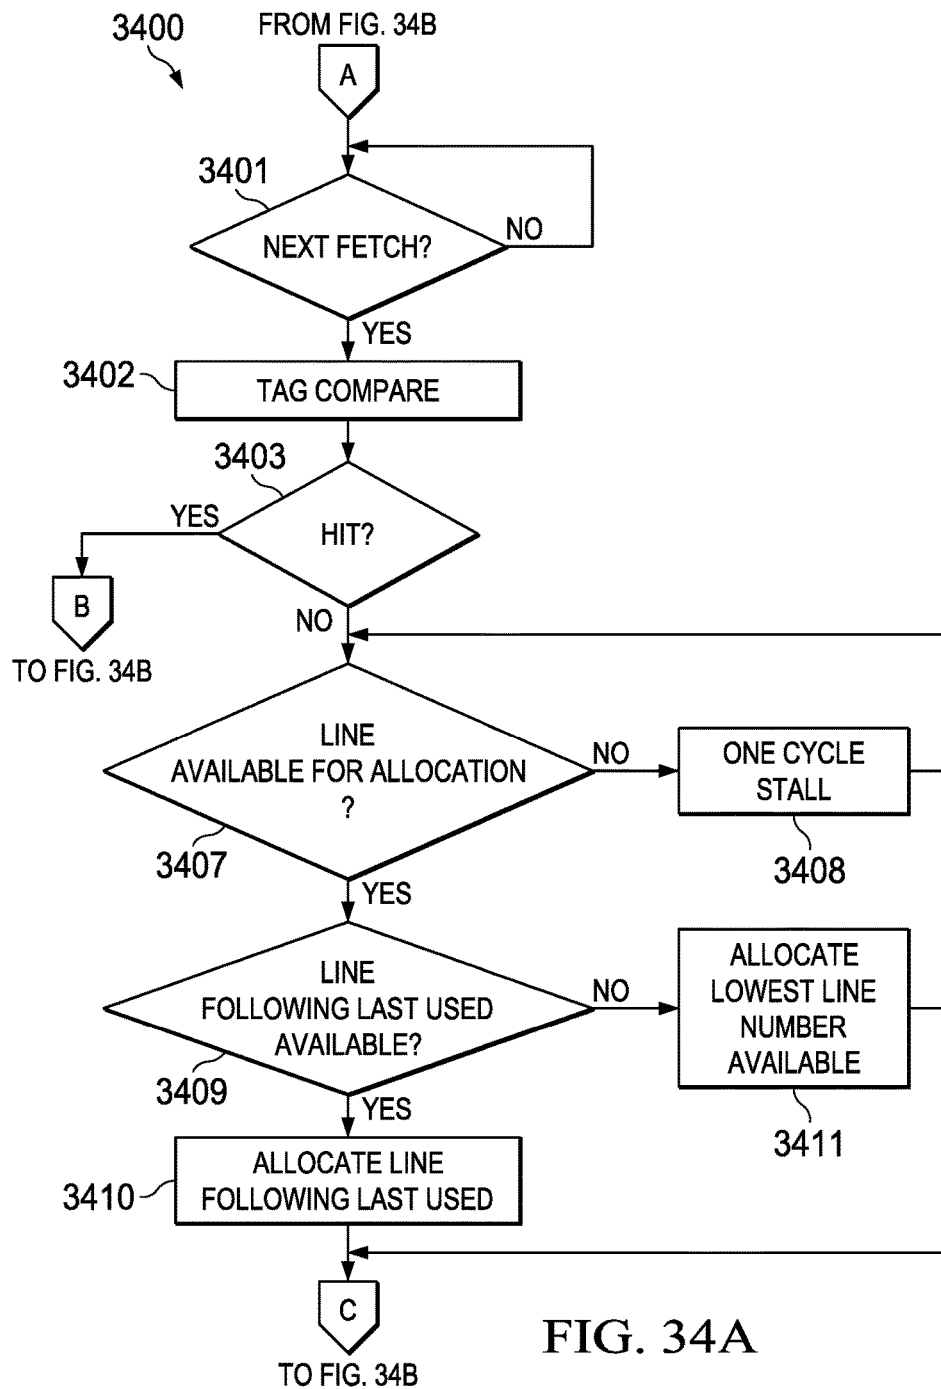 3400
FROM FIG. 34B
A
3401
NEXT FETCH?
NO
YES
3402
TAG COMPARE
3403
YES
HIT?
B
TO FIG. 34B
NO
LINE
AVAILABLE FOR ALLOCATION
?
NO
ONE CYCLE
STALL
3407
3408
YES
LINE
FOLLOWING LAST USED
AVAILABLE?
NO
ALLOCATE
LOWEST LINE
NUMBER
AVAILABLE
3409
3411
YES
3410
ALLOCATE LINE
FOLLOWING LAST USED
C
TO FIG. 34B
FIG. 34A